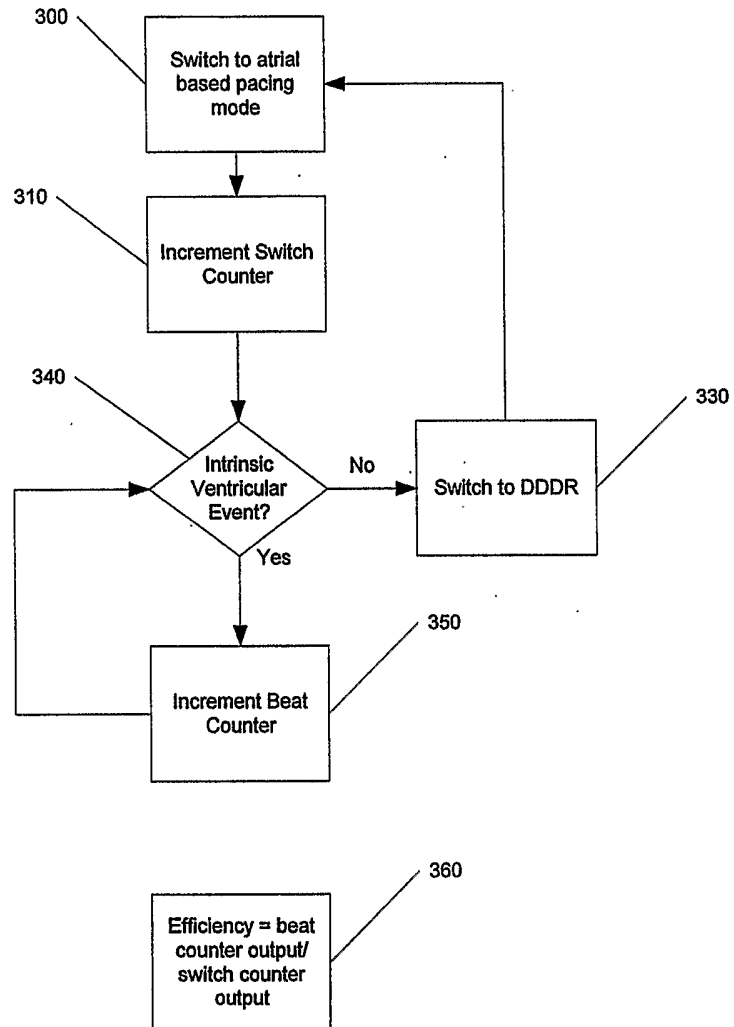 300
Switch to atrial
based pacing
mode
310
Increment Switch
Counter
340
Intrinsic
Ventricular
Event?
No
330
Switch to DDDR
Yes
350
Increment Beat
Counter
360
Efficiency = beat
counter output/
switch counter
output